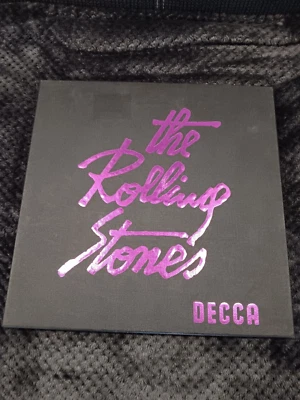 the
Rolling
Stones
DECCA